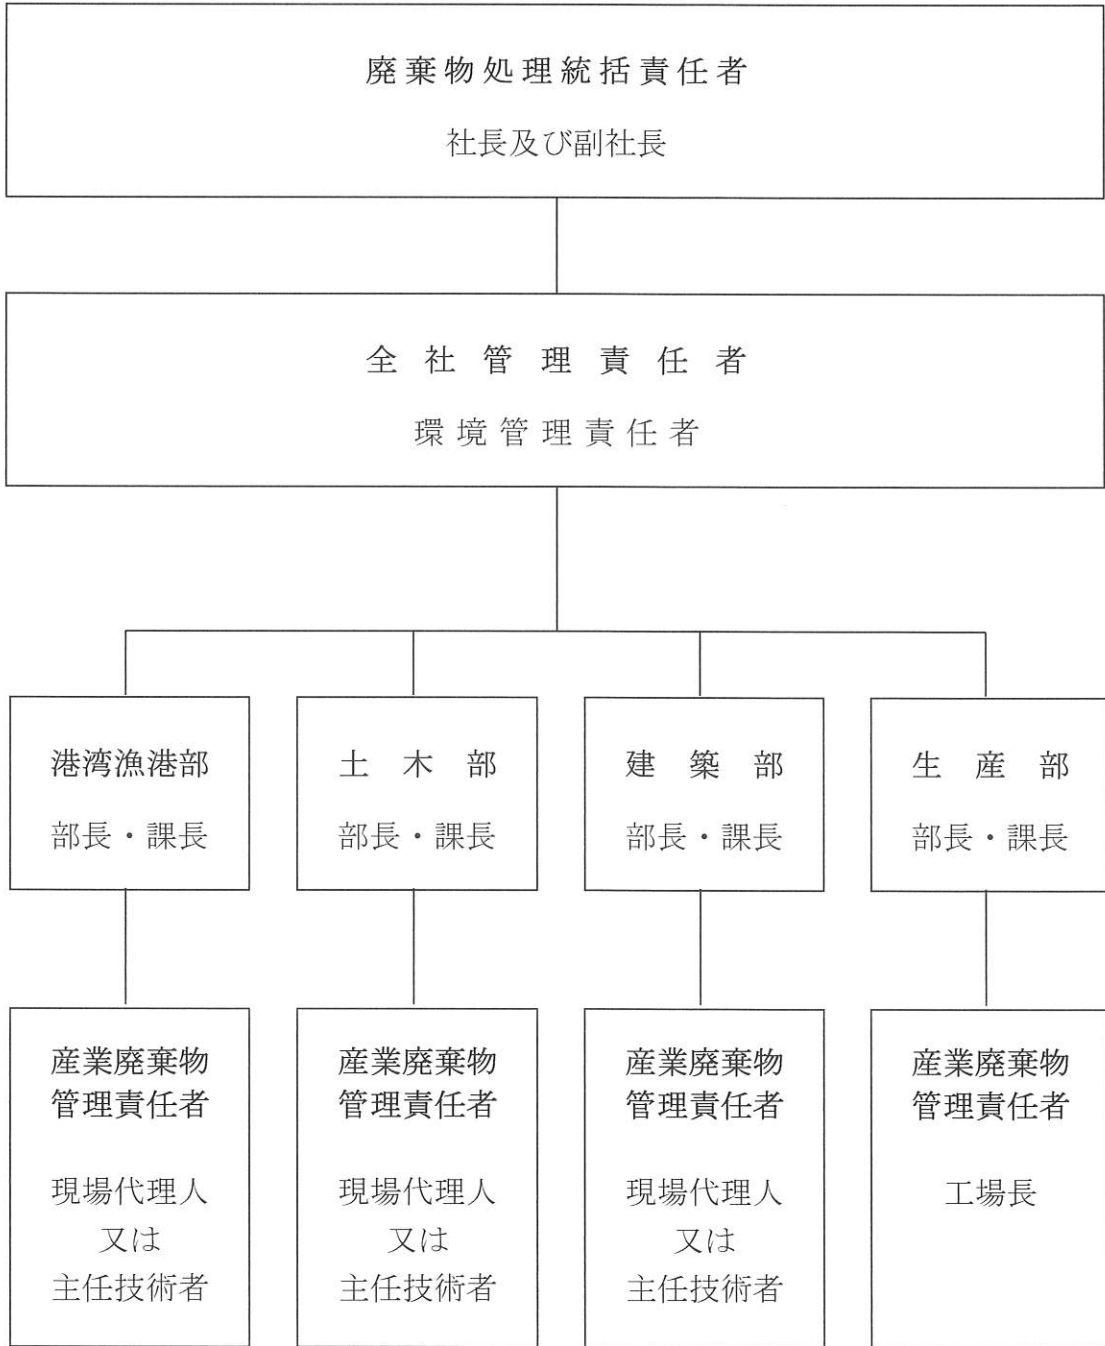 廃棄物処理統括責任者
社長及び副社長
全社管理責任者
環境管理責任者
港湾漁港部
部長・課長
土木部
部長・課長
建築部
部長・課長
生産部
部長・課長
産業廃棄物
管理責任者
現場代理人
又は
主任技術者
産業廃棄物
管理責任者
現場代理人
又は
主任技術者
産業廃棄物
管理責任者
現場代理人
又は
主任技術者
産業廃棄物
管理責任者
工場長